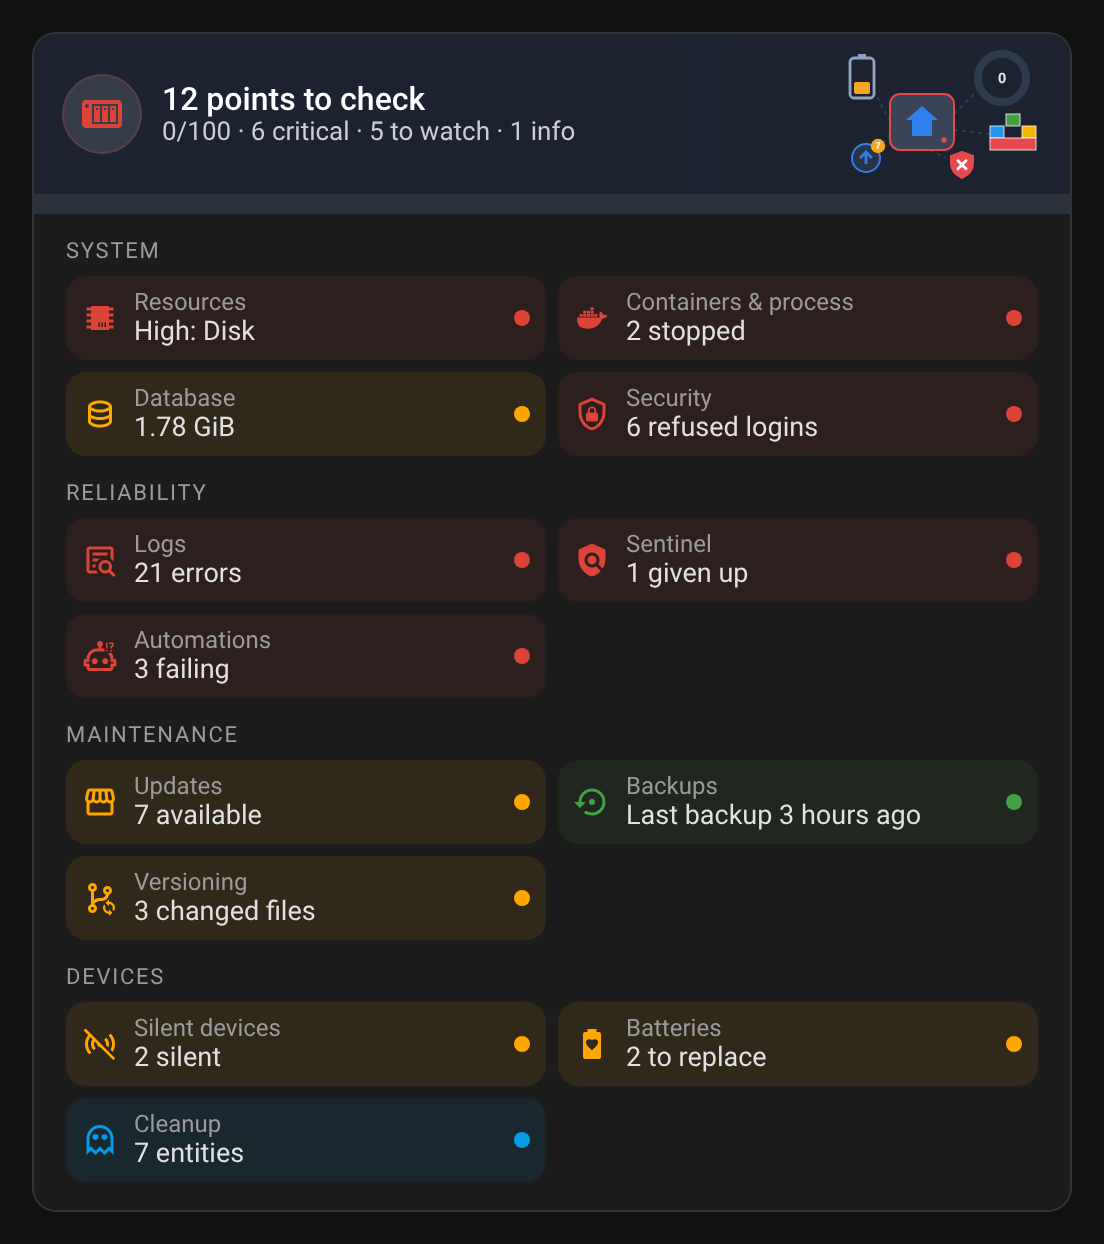 12 points to check
0/100 · 6 critical · 5 to watch · 1 info
0
7
SYSTEM
Resources
High: Disk
Containers & process
2 stopped
Database
1.78 GiB
Security
6 refused logins
RELIABILITY
Logs
21 errors
Sentinel
1 given up
Automations
3 failing
MAINTENANCE
Updates
7 available
Backups
Last backup 3 hours ago
Versioning
3 changed files
DEVICES
Silent devices
2 silent
Batteries
2 to replace
Cleanup
7 entities